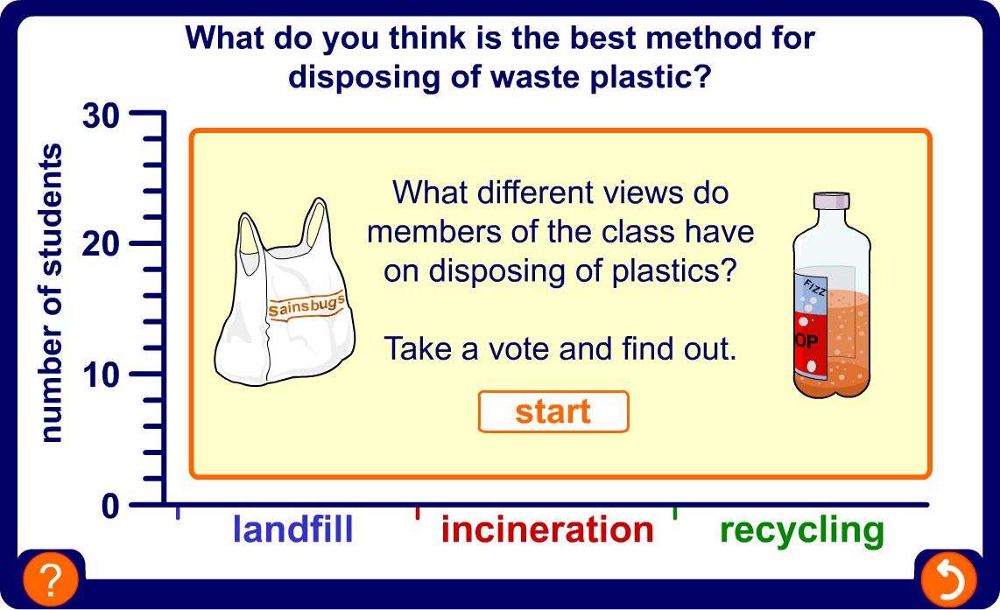 What do you think is the best method for
disposing of waste plastic?
number of students
30
20
10
0
What different views do
members of the class have
on disposing of plastics?
Take a vote and find out.
start
Sainsbugs
FIZZ
OP
landfill
incineration
recycling
?